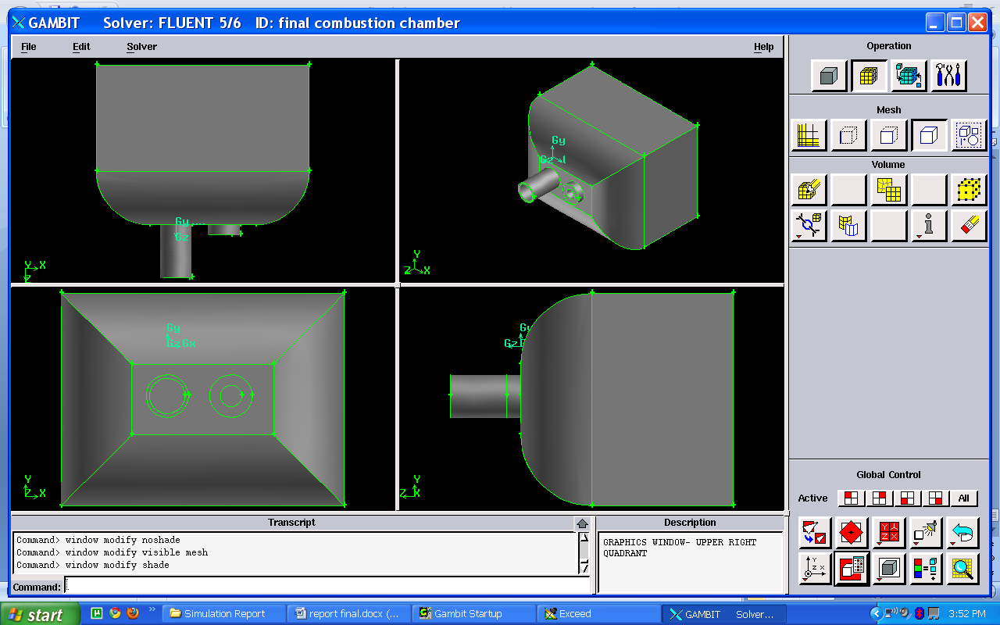 GAMBIT Solver: FLUENT 5/6 ID: final combustion chamber
File Edit Solver Help
Operation
Mesh
Volume
Gy
Gz
Y X
Z
Gy
Gz
Y
Z X
Gy
Gz Gx
Y
Z X
Gy
Gz
Y
Z X
Global Control
Active All
Transcript
Command> window modify noshade
Command> window modify visible mesh
Command> window modify shade
Command:
Description
GRAPHICS WINDOW- UPPER RIGHT
QUADRANT
start Simulation Report report final.docx (... Gambit Startup Exceed GAMBIT Solver... 3:52 PM